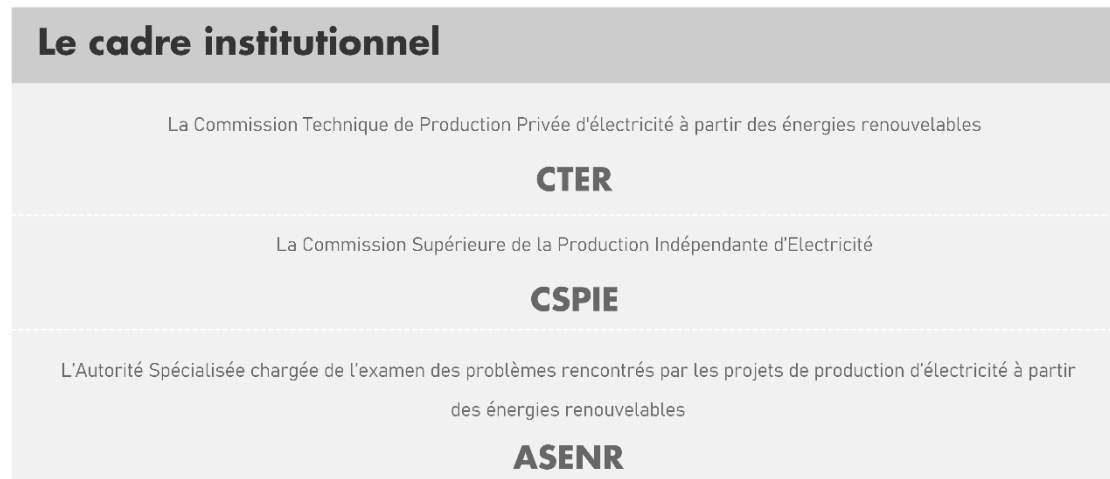 Le cadre institutionnel
La Commission Technique de Production Privée d'électricité à partir des énergies renouvelables
CTER
La Commission Supérieure de la Production Indépendante d'Electricité
CSPIE
L'Autorité Spécialisée chargée de l'examen des problèmes rencontrés par les projets de production d'électricité à partir
des énergies renouvelables
ASENR